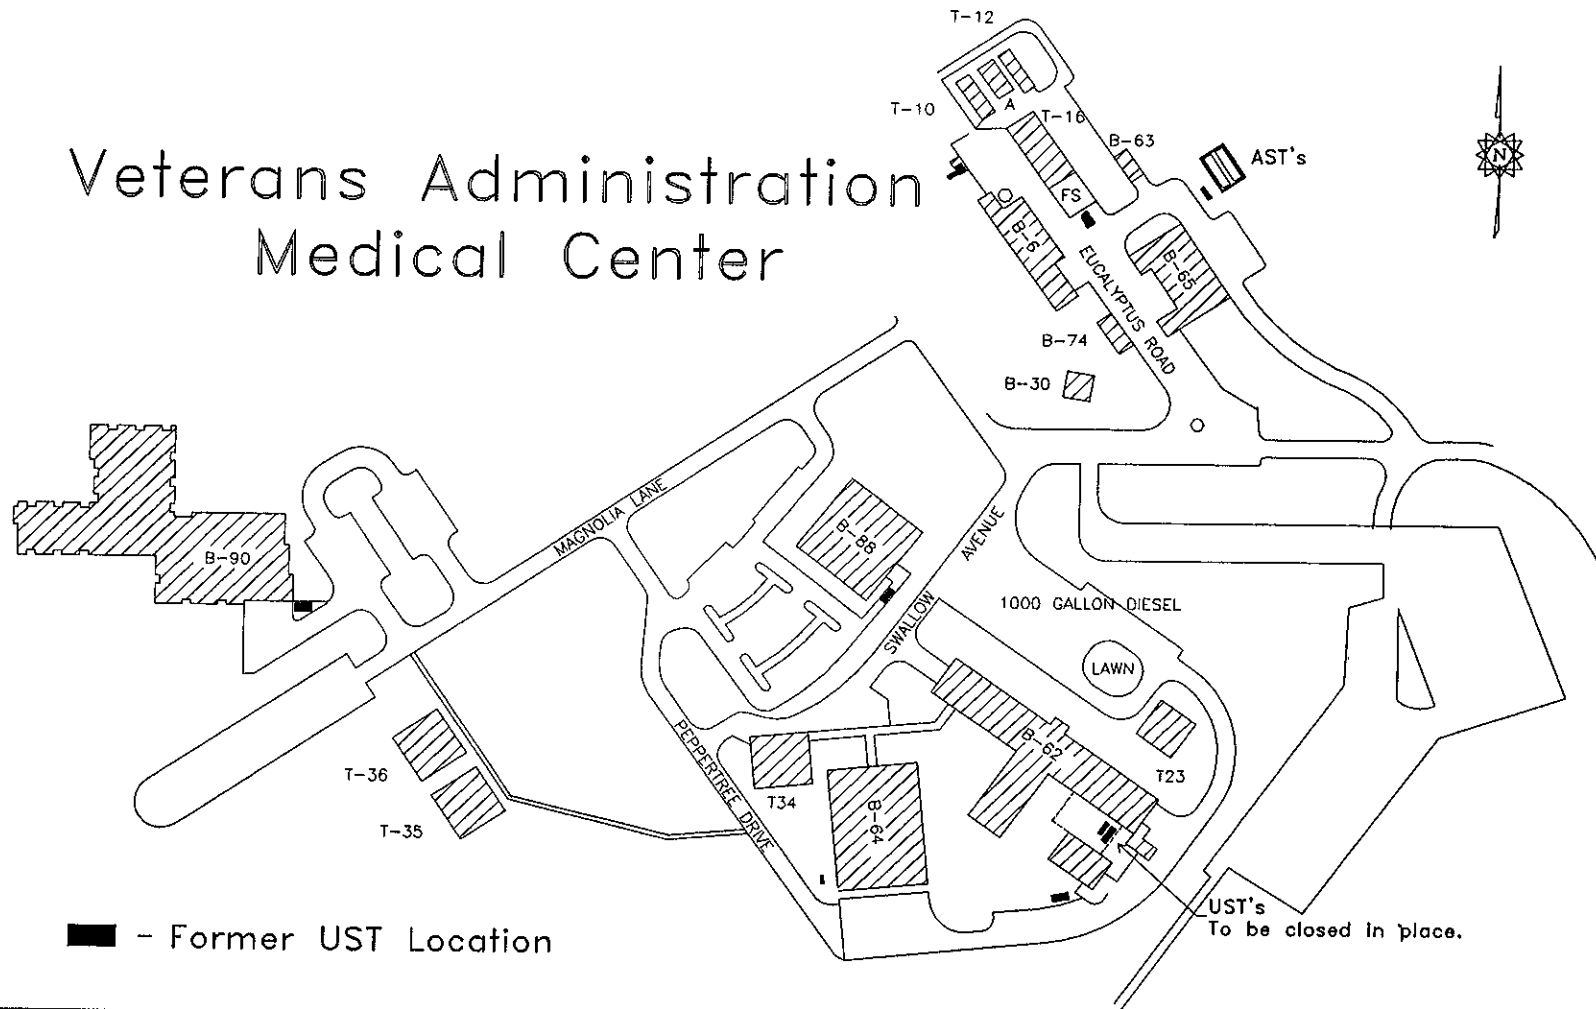 T-12
T-10
A
T-16
B-63
AST's
N
Veterans Administration
Medical Center
FS
B-6
EUCALYPTUS ROAD
B-65
B-74
B-30
MAGNOLIA LANE
B-88
SWALLOW AVENUE
B-90
1000 GALLON DIESEL
LAWN
PEPPERTREE DRIVE
B-62
T-36
T-35
T34
B-64
T23
UST's
To be closed in place.
- Former UST Location